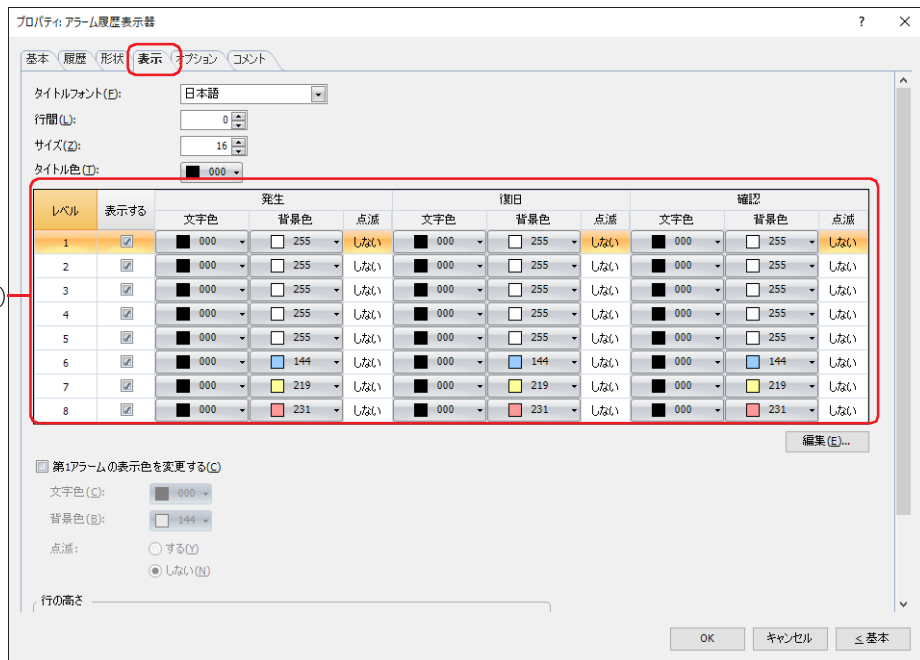 プロパティ: アラーム履歴表示器 ? ×
基本 履歴 形状 表示 オプション コメント
タイトルフォント(F): 日本語
行間(L): 0
サイズ(Z): 16
タイトル色(T): 000
レベル 表示する 発生 復旧 確認
文字色 背景色 点滅 文字色 背景色 点滅 文字色 背景色 点滅
1 000 255 しない 000 255 しない 000 255 しない
2 000 255 しない 000 255 しない 000 255 しない
3 000 255 しない 000 255 しない 000 255 しない
)
4 000 255 しない 000 255 しない 000 255 しない
5 000 255 しない 000 255 しない 000 255 しない
6 000 144 しない 000 144 しない 000 144 しない
7 000 219 しない 000 219 しない 000 219 しない
8 000 231 しない 000 231 しない 000 231 しない
編集(E)...
第1アラームの表示色を変更する(C)
文字色(C): 000
背景色(B): 144
点滅: する(Y)
しない(N)
行の高さ
OK キャンセル <基本